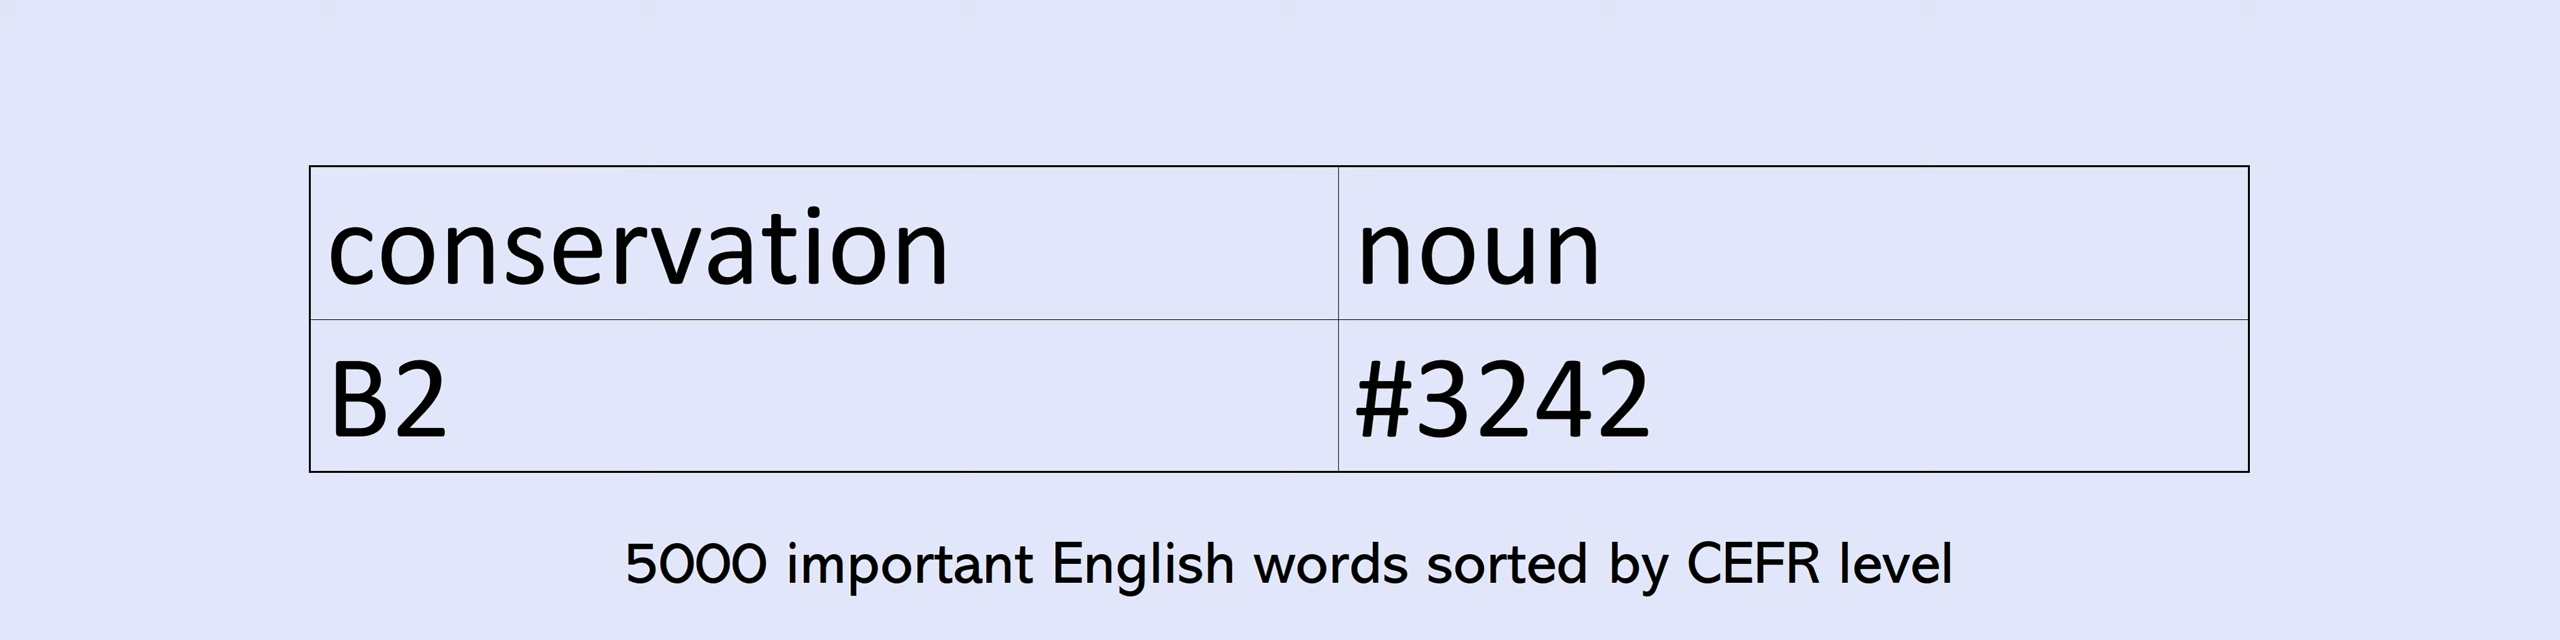 conservation noun
B2 #3242
5000 important English words sorted by CEFR level